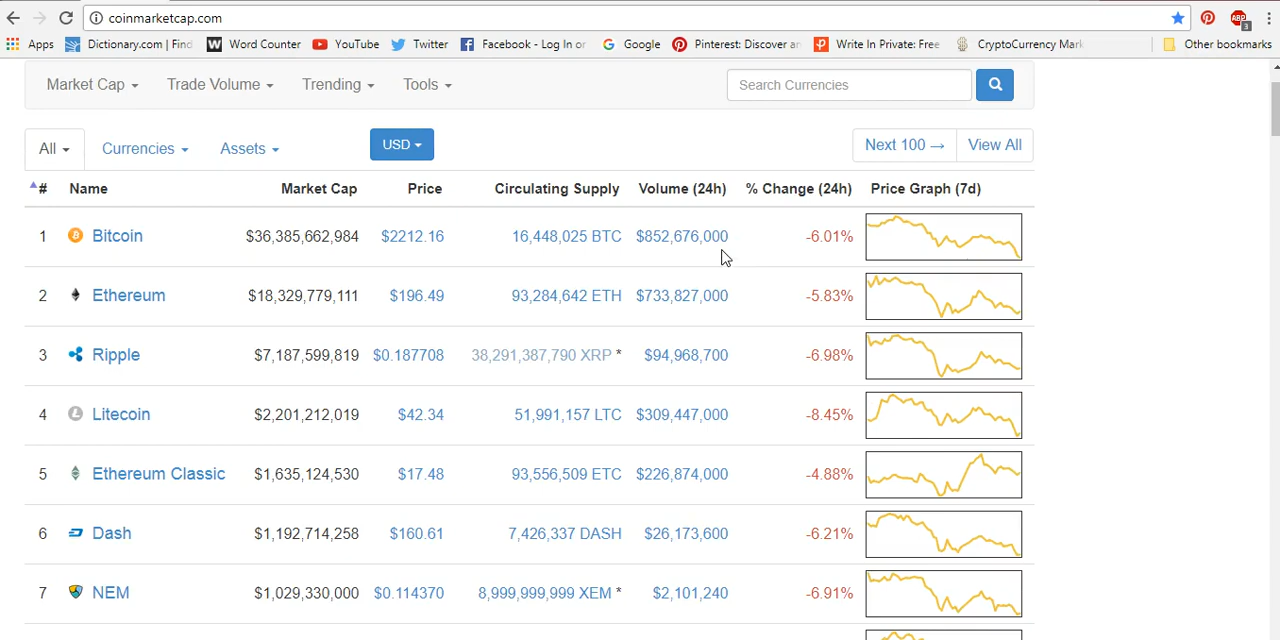 coinmarketcap.com
Apps Dictionary.com | Find W Word Counter YouTube Twitter Facebook - Log In or Google Pinterest: Discover an Write In Private: Free CryptoCurrency Mark Other bookmarks
Market Cap Trade Volume Trending Tools Search Currencies
All Currencies Assets USD Next 100 → View All
# Name Market Cap Price Circulating Supply Volume (24h) % Change (24h) Price Graph (7d)
1 Bitcoin $36,385,662,984 $2212.16 16,448,025 BTC $852,676,000 -6.01%
2 Ethereum $18,329,779,111 $196.49 93,284,642 ETH $733,827,000 -5.83%
3 Ripple $7,187,599,819 $0.187708 38,291,387,790 XRP * $94,968,700 -6.98%
4 Litecoin $2,201,212,019 $42.34 51,991,157 LTC $309,447,000 -8.45%
5 Ethereum Classic $1,635,124,530 $17.48 93,556,509 ETC $226,874,000 -4.88%
6 Dash $1,192,714,258 $160.61 7,426,337 DASH $26,173,600 -6.21%
7 NEM $1,029,330,000 $0.114370 8,999,999,999 XEM * $2,101,240 -6.91%